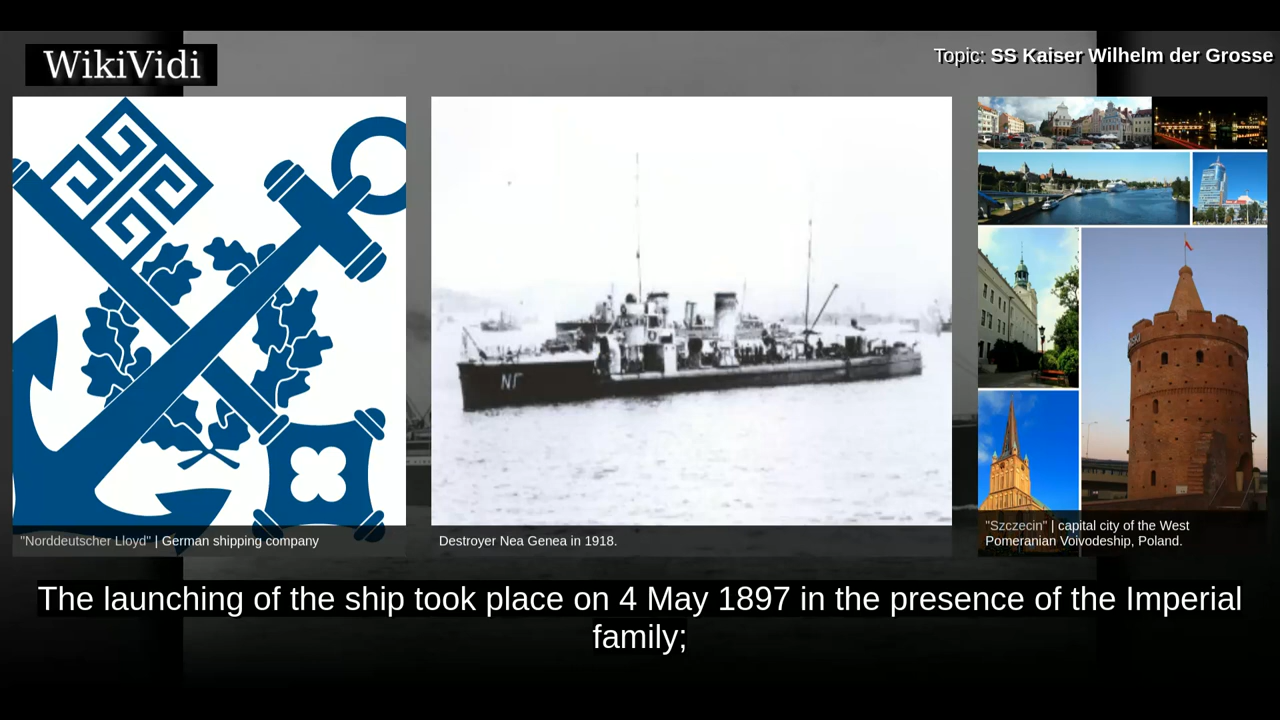 WikiVidi
Topic: SS Kaiser Wilhelm der Grosse
NГ
"Norddeutscher Lloyd" | German shipping company
Destroyer Nea Genea in 1918.
"Szczecin" | capital city of the West
Pomeranian Voivodeship, Poland.
The launching of the ship took place on 4 May 1897 in the presence of the Imperial
family;